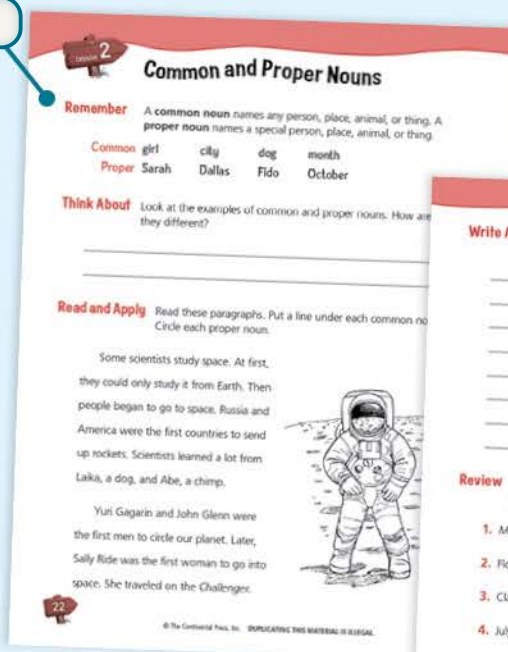 Lesson 2
Common and Proper Nouns
Remember A common noun names any person, place, animal, or thing. A
proper noun names a special person, place, animal, or thing.
Common girl city dog month
Proper Sarah Dallas Fido October
Think About Look at the examples of common and proper nouns. How are
they different?
Read and Apply Read these paragraphs. Put a line under each common no
Circle each proper noun.
Some scientists study space. At first,
they could only study it from Earth. Then
people began to go to space. Russia and
America were the first countries to send
up rockets. Scientists learned a lot from
Laika, a dog, and Abe, a chimp.
Yuri Gagarin and John Glenn were
the first men to circle our planet. Later,
Sally Ride was the first woman to go into
space. She traveled on the Challenger.
22
© The Continental Press, Inc. DUPLICATING THIS MATERIAL IS ILLEGAL.
Write
Review
1. M
2. Flo
3. Cl
4. July